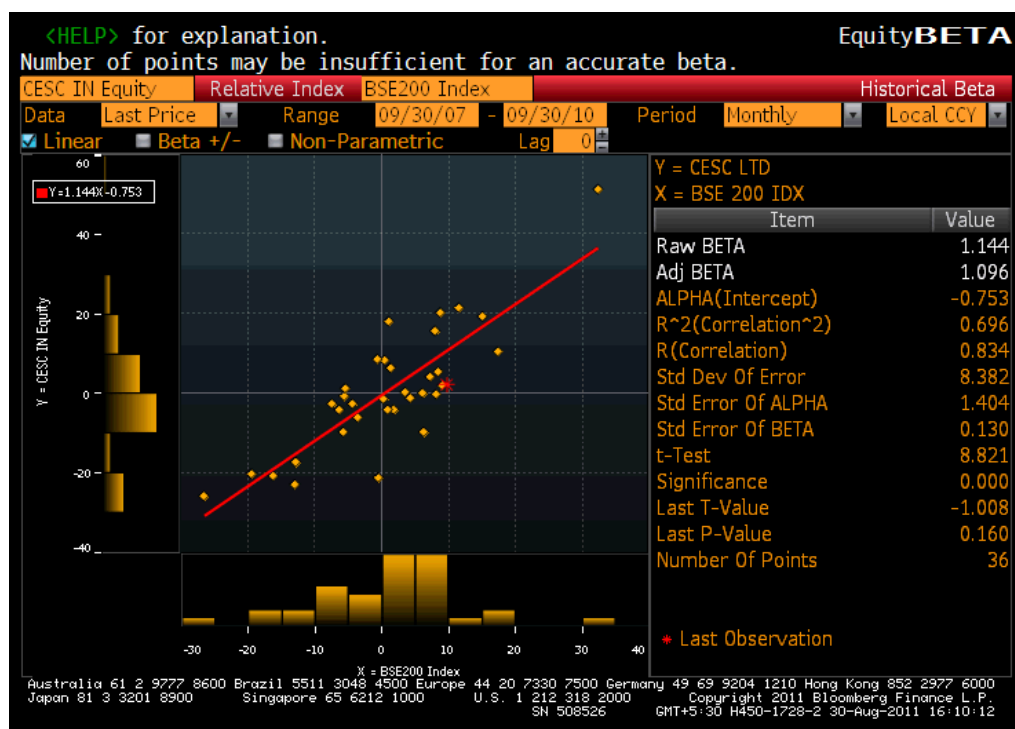 <HELP> for explanation. EquityBETA
Number of points may be insufficient for an accurate beta.
CESC IN Equity Relative Index BSE200 Index Historical Beta
Data Last Price Range 09/30/07 - 09/30/10 Period Monthly Local CCY
Linear Beta +/- Non-Parametric Lag 0
Y = CESC LTD
X = BSE 200 IDX
Item Value
Raw BETA 1.144
Adj BETA 1.096
ALPHA(Intercept) -0.753
R^2(Correlation^2) 0.696
R(Correlation) 0.834
Std Dev Of Error 8.382
Std Error Of ALPHA 1.404
Std Error Of BETA 0.130
t-Test 8.821
Significance 0.000
Last T-Value -1.008
Last P-Value 0.160
Number Of Points 36
* Last Observation
60
Y=1.144X-0.753
40
20
0
-20
-40
Y = CESC IN Equity
-30 -20 -10 0 10 20 30 40
X = BSE200 Index
Australia 61 2 9777 8600 Brazil 5511 3048 4500 Europe 44 20 7330 7500 Germany 49 69 9204 1210 Hong Kong 852 2977 6000
Japan 81 3 3201 8900 Singapore 65 6212 1000 U.S. 1 212 318 2000 Copyright 2011 Bloomberg Finance L.P.
SN 508526 GMT+5:30 H450-1728-2 30-Aug-2011 16:10:12